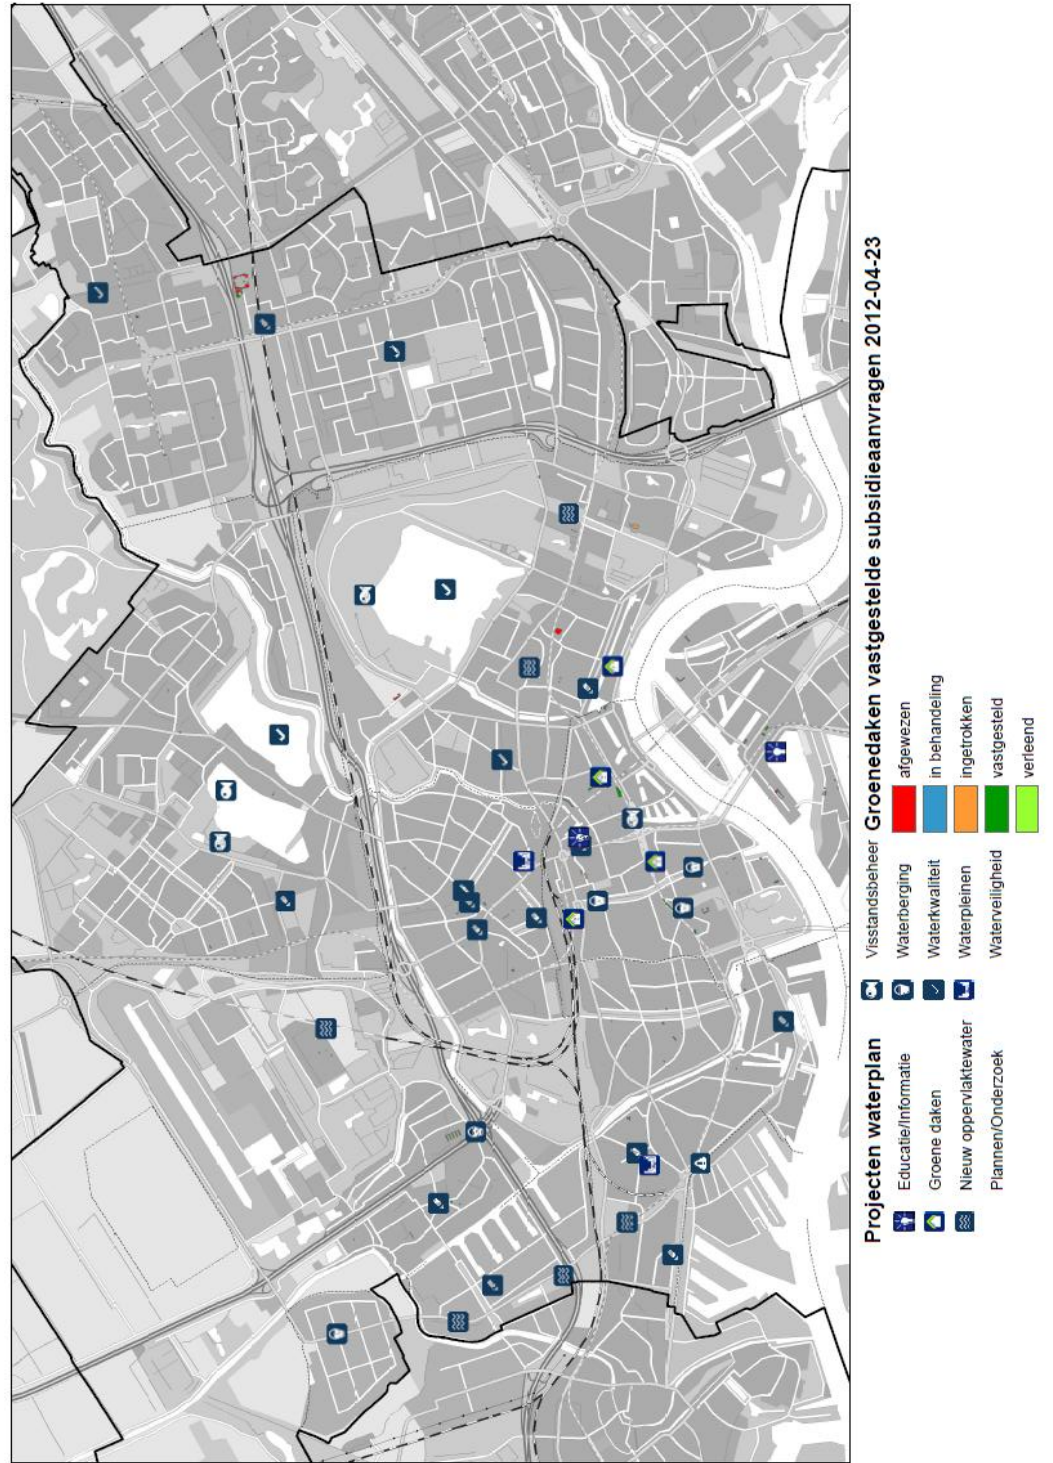 Projecten waterplan
Educatie/Informatie
Groene daken
Nieuw oppervlaktewater
Plannen/Onderzoek
Visstandsbeheer
Waterberging
Waterkwaliteit
Waterpleinen
Waterveiligheid
Groenedaken vastgestelde subsidieaanvragen 2012-04-23
afgewezen
in behandeling
ingetrokken
vastgesteld
verleend